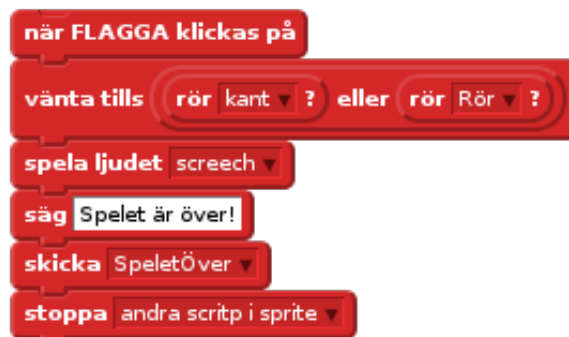 när FLAGGA klickas på
vänta tills rör kant ? eller rör Rör ?
spela ljudet screech
säg Spelet är över!
skicka SpeletÖver
stoppa andra scritp i sprite